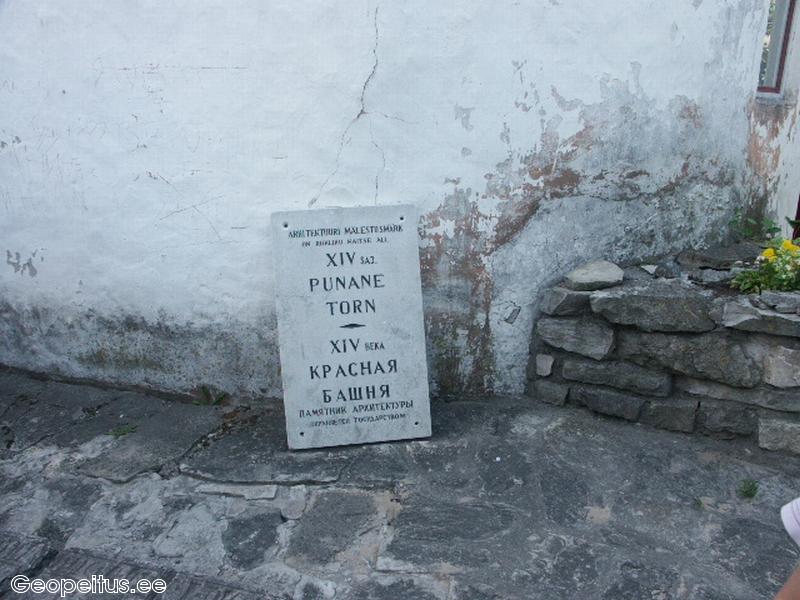 ARHITEKTUURI MÄLESTUSMÄRK
ON RIIKLIKU KAITSE ALL
XIV SAJ.
PUNANE
TORN
XIV ВЕКА
КРАСНАЯ
БАШНЯ
ПАМЯТНИК АРХИТЕКТУРЫ
ОХРАНЯЕТСЯ ГОСУДАРСТВОМ
Geopeitus.ee